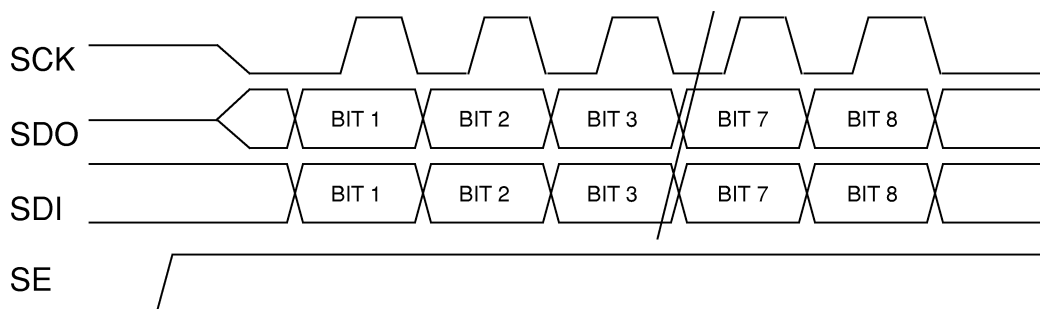 SCK
SDO BIT 1 BIT 2 BIT 3 BIT 7 BIT 8
SDI BIT 1 BIT 2 BIT 3 BIT 7 BIT 8
SE